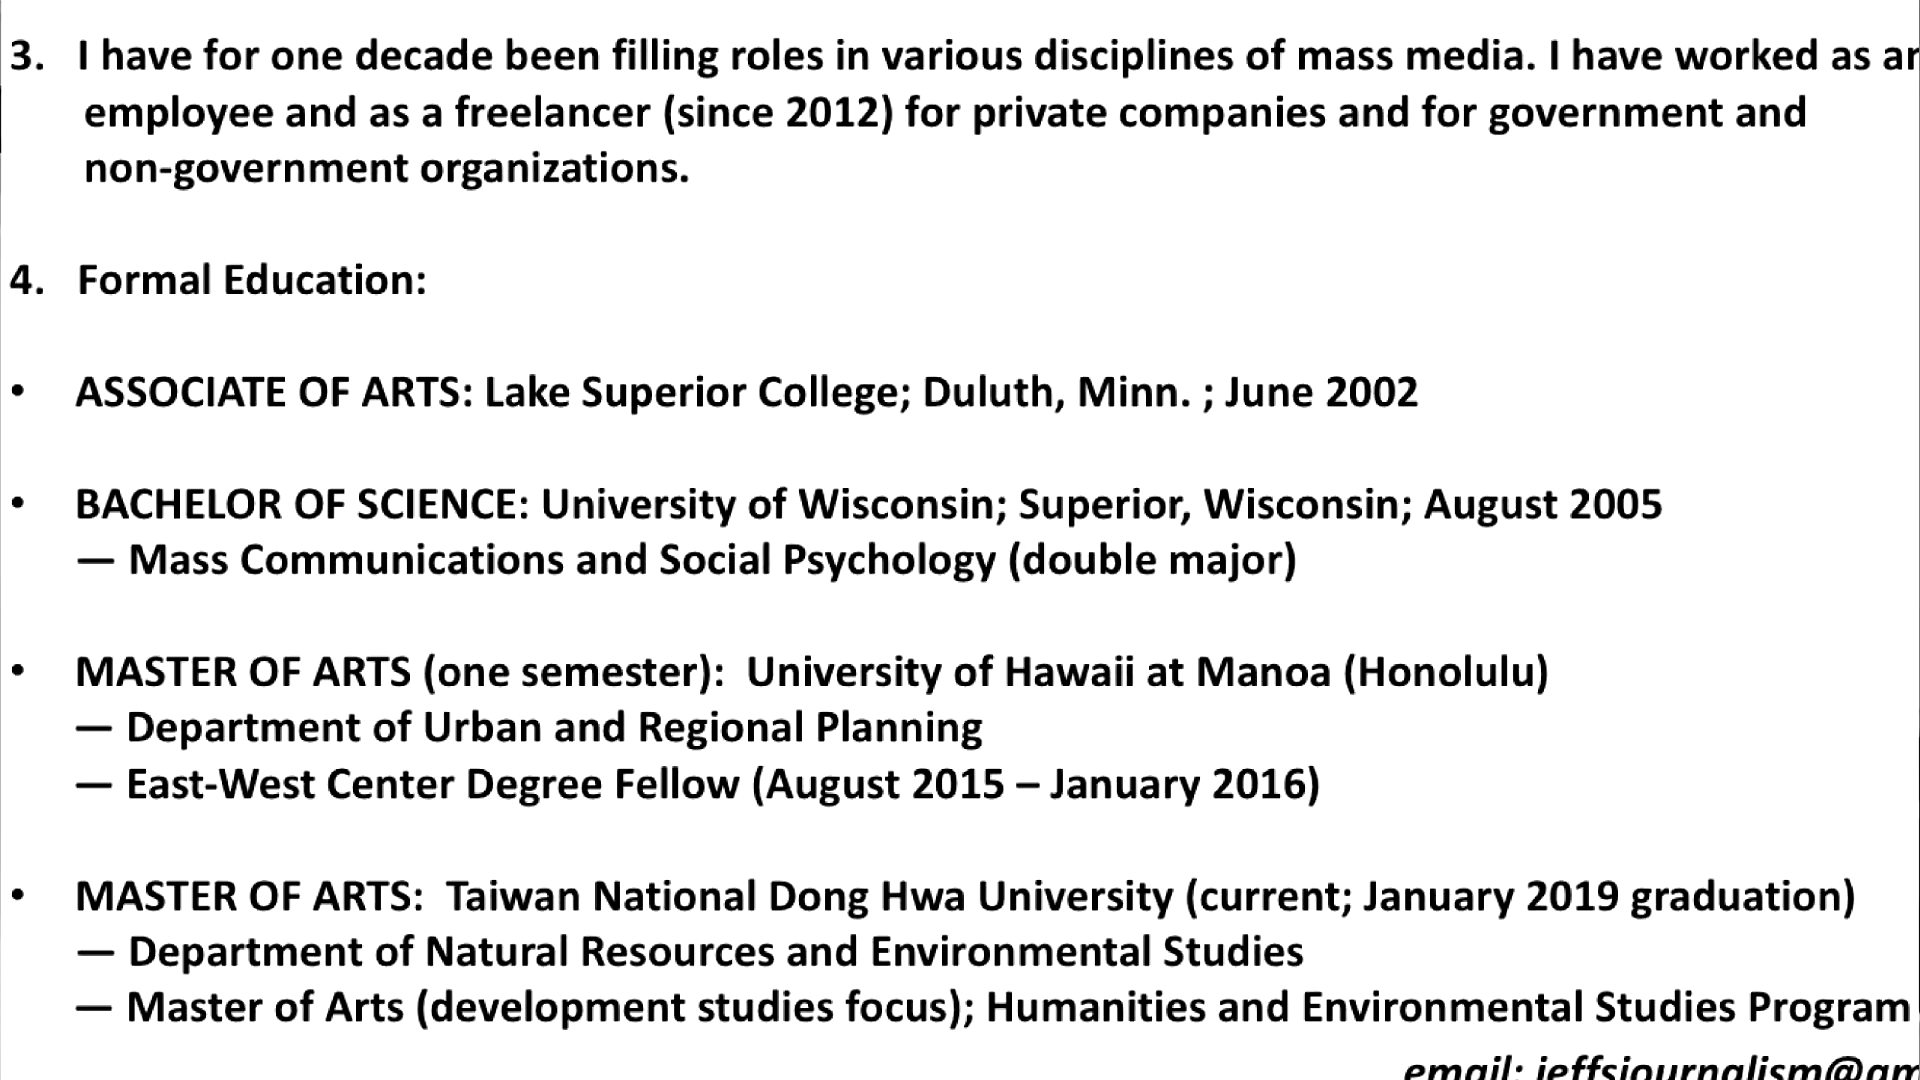 3. I have for one decade been filling roles in various disciplines of mass media. I have worked as an
employee and as a freelancer (since 2012) for private companies and for government and
non-government organizations.
4. Formal Education:
• ASSOCIATE OF ARTS: Lake Superior College; Duluth, Minn. ; June 2002
• BACHELOR OF SCIENCE: University of Wisconsin; Superior, Wisconsin; August 2005
— Mass Communications and Social Psychology (double major)
• MASTER OF ARTS (one semester): University of Hawaii at Manoa (Honolulu)
— Department of Urban and Regional Planning
— East-West Center Degree Fellow (August 2015 – January 2016)
• MASTER OF ARTS: Taiwan National Dong Hwa University (current; January 2019 graduation)
— Department of Natural Resources and Environmental Studies
— Master of Arts (development studies focus); Humanities and Environmental Studies Program
email: jeffsjournalism@gm